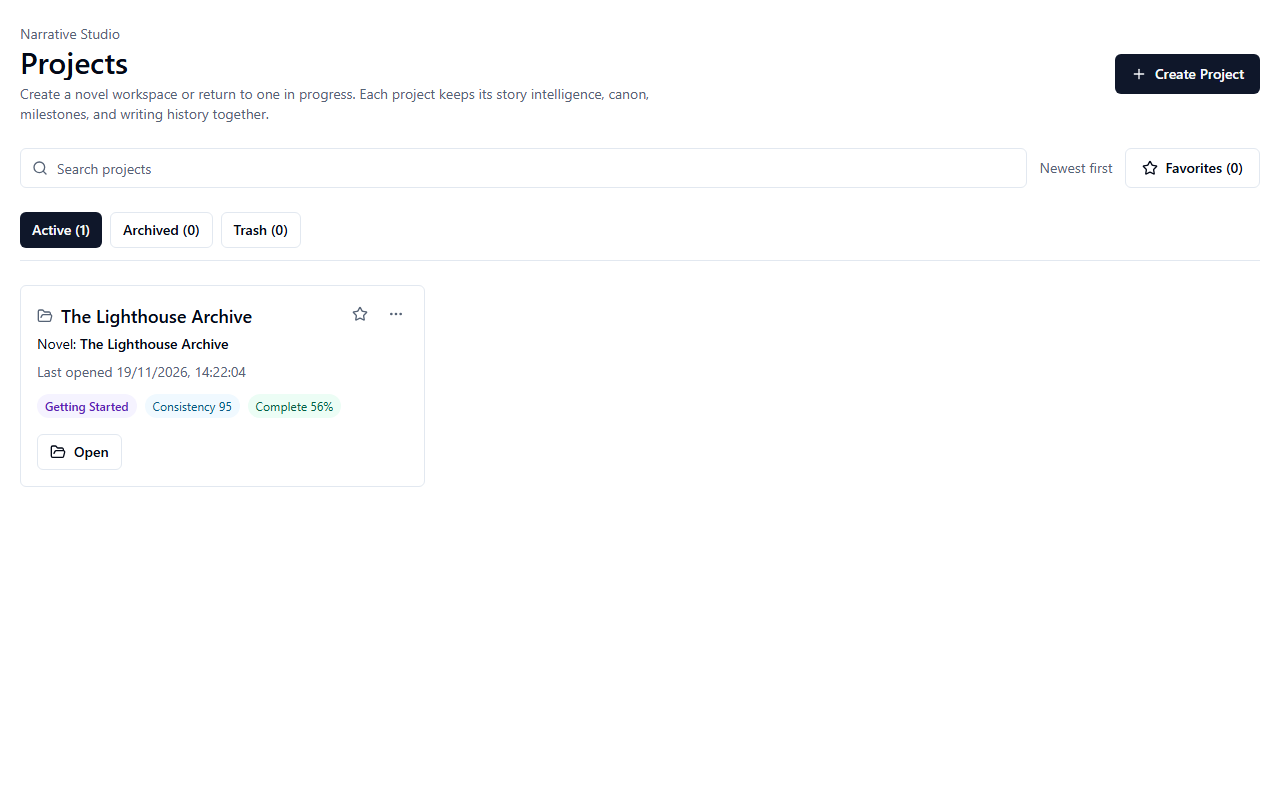 Narrative Studio
Projects
Create a novel workspace or return to one in progress. Each project keeps its story intelligence, canon,
milestones, and writing history together.
Create Project
Search projects
Newest first
Favorites (0)
Active (1)
Archived (0)
Trash (0)
The Lighthouse Archive
Novel: The Lighthouse Archive
Last opened 19/11/2026, 14:22:04
Getting Started
Consistency 95
Complete 56%
Open